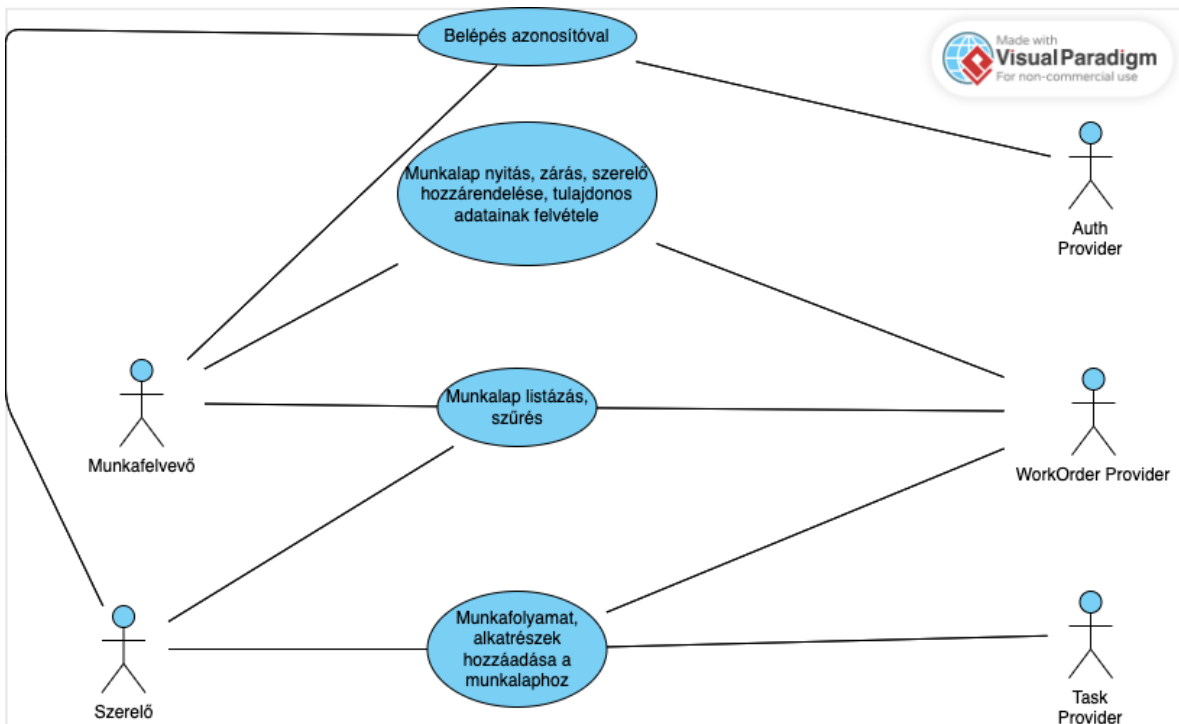 Belépés azonosítóval
Made with
Visual Paradigm
For non-commercial use
Munkalap nyitás, zárás, szerelő
hozzárendelése, tulajdonos
adatainak felvétele
Auth
Provider
Munkalap listázás,
szűrés
Munkafelvevő
WorkOrder Provider
Munkafolyamat,
alkatrészek
hozzáadása a
munkalaphoz
Szerelő
Task
Provider